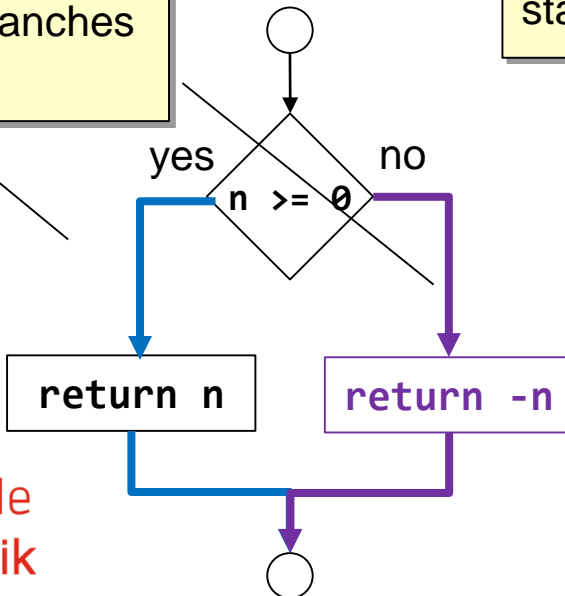 anches
sta
yes
no
n >= 0
return n
return -n
le
ik